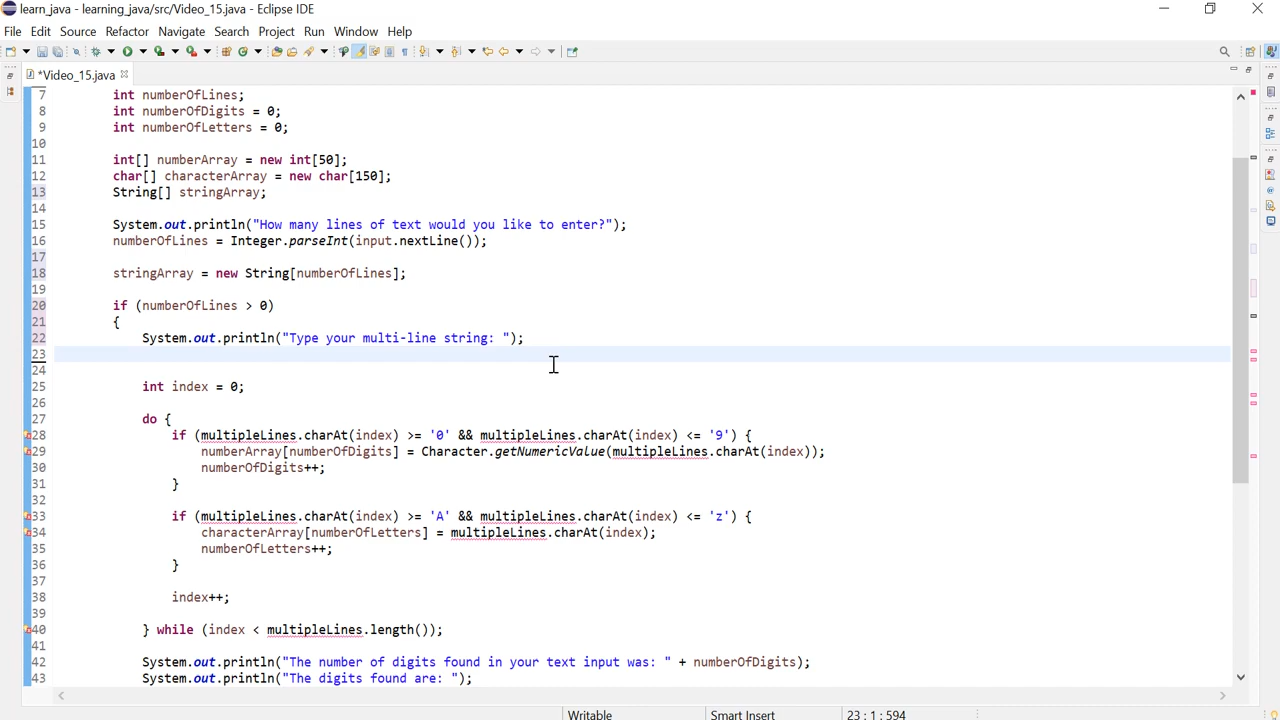 learn_java - learning_java/src/Video_15.java - Eclipse IDE
File Edit Source Refactor Navigate Search Project Run Window Help
*Video_15.java
7 int numberOfLines;
8 int numberOfDigits = 0;
9 int numberOfLetters = 0;
10
11 int[] numberArray = new int[50];
12 char[] characterArray = new char[150];
13 String[] stringArray;
14
15 System.out.println("How many lines of text would you like to enter?");
16 numberOfLines = Integer.parseInt(input.nextLine());
17
18 stringArray = new String[numberOfLines];
19
20 if (numberOfLines > 0)
21 {
22 System.out.println("Type your multi-line string: ");
23
24
25 int index = 0;
26
27 do {
28 if (multipleLines.charAt(index) >= '0' && multipleLines.charAt(index) <= '9') {
29 numberArray[numberOfDigits] = Character.getNumericValue(multipleLines.charAt(index));
30 numberOfDigits++;
31 }
32
33 if (multipleLines.charAt(index) >= 'A' && multipleLines.charAt(index) <= 'z') {
34 characterArray[numberOfLetters] = multipleLines.charAt(index);
35 numberOfLetters++;
36 }
37
38 index++;
39
40 } while (index < multipleLines.length());
41
42 System.out.println("The number of digits found in your text input was: " + numberOfDigits);
43 System.out.println("The digits found are: ");
Writable Smart Insert 23 : 1 : 594